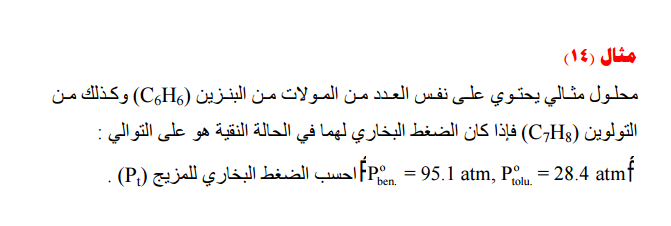 مثال (١٤)
محلول مثالي يحتوي على نفس العدد من المولات من البنزين (C₆H₆) وكذلك من
التولوين (C₇H₈) فإذا كان الضغط البخاري لهما في الحالة النقية هو على التوالي :
P°ben. = 95.1 atm, P°tolu. = 28.4 atm احسب الضغط البخاري للمزيج (Pₜ) .